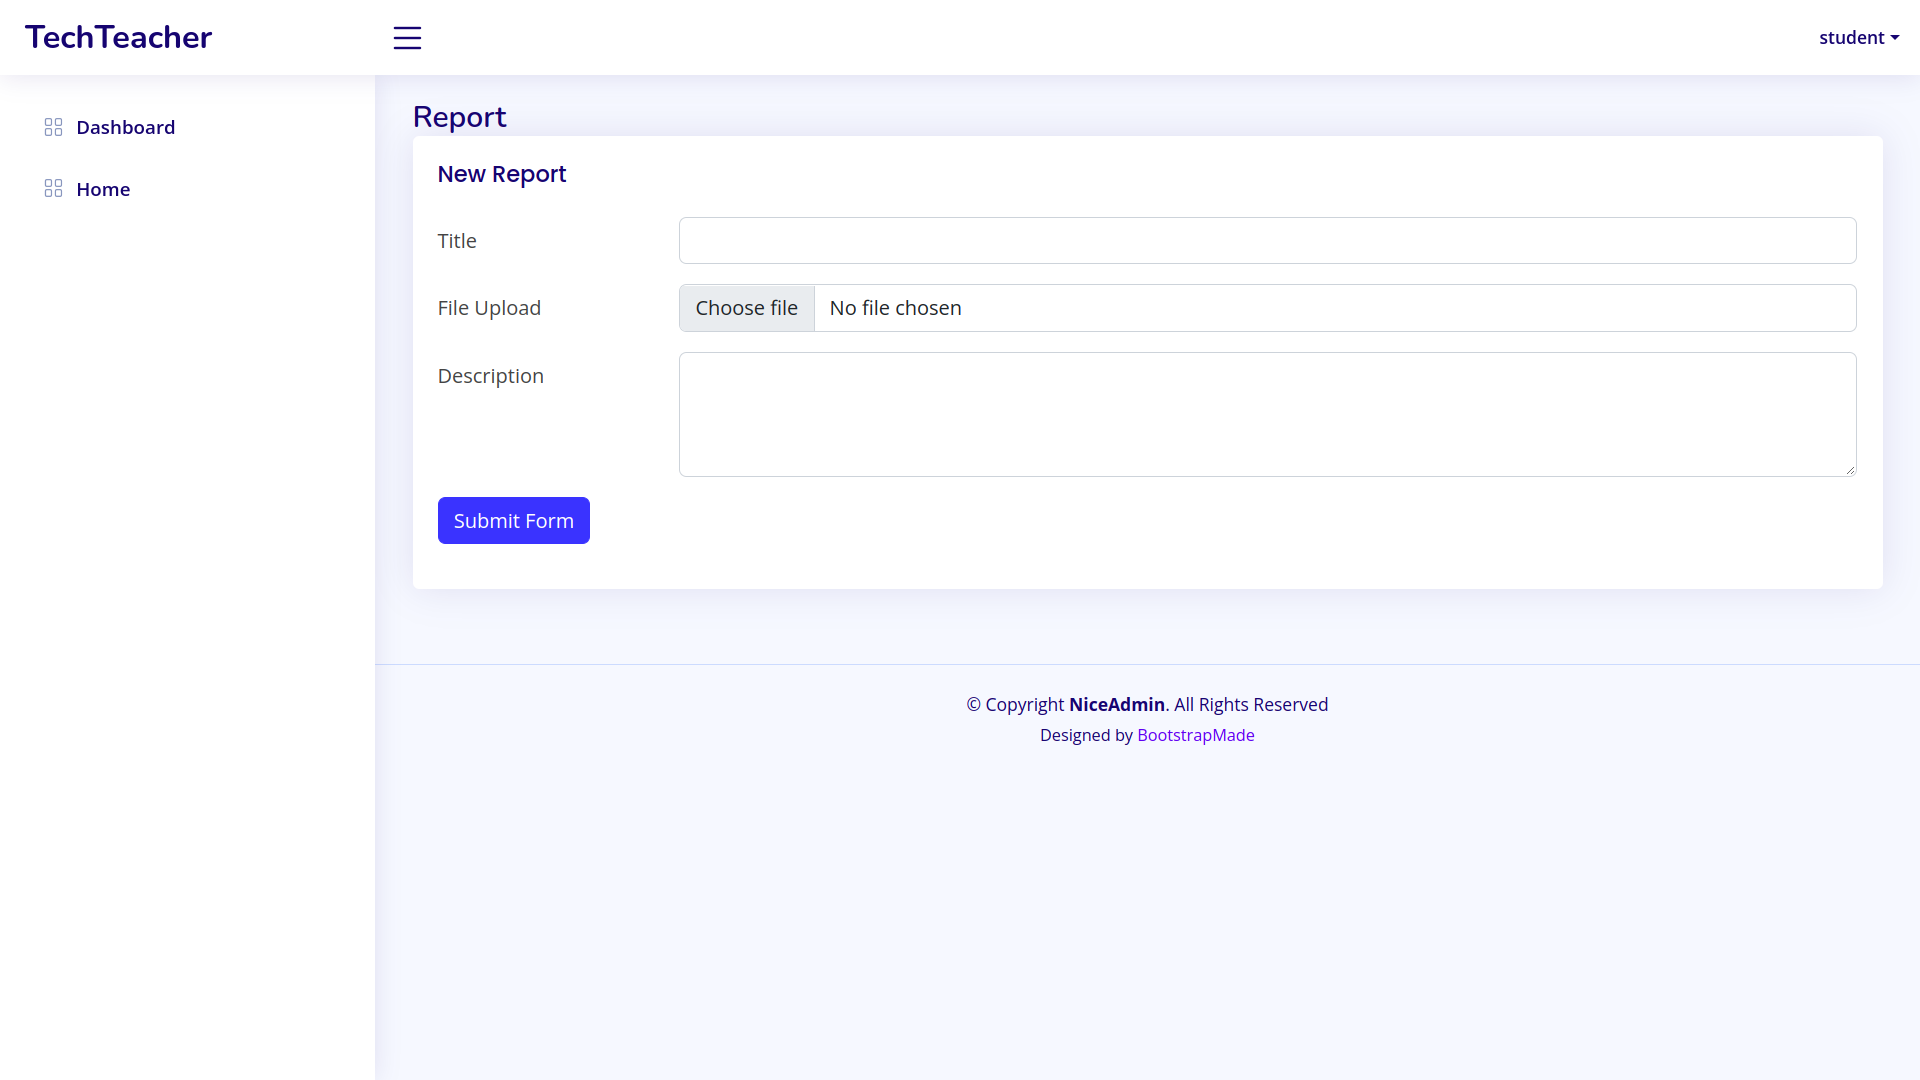 TechTeacher
student
Dashboard
Home
Report
New Report
Title
File Upload
Choose file No file chosen
Description
Submit Form
© Copyright NiceAdmin. All Rights Reserved
Designed by BootstrapMade